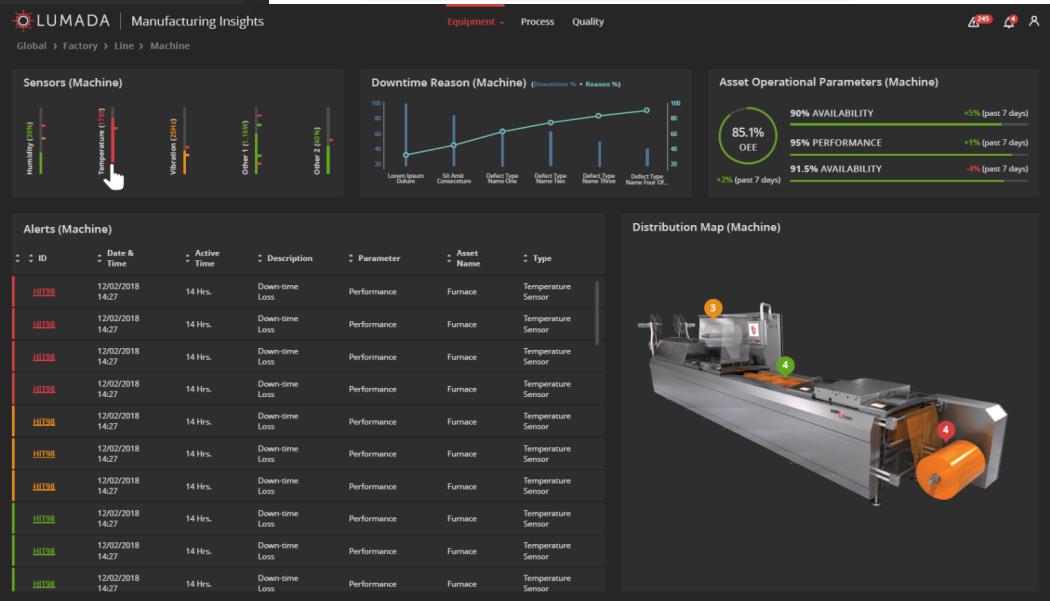 LUMADA | Manufacturing Insights
Equipment
Process
Quality
245
4
Global > Factory > Line > Machine
Sensors (Machine)
Humidity (35%)
Temperature (178F)
Vibration (25Hz)
Other 1 (1.1kW)
Other 2 (40%)
Downtime Reason (Machine) (Downtime % • Reason %)
100
80
60
40
20
100
80
60
40
20
Lorem Ipsum
Dolure
Sit Amit
Conseceture
Defect Type
Name One
Defect Type
Name Two
Defect Type
Name Three
Defect Type
Name Four Of...
Asset Operational Parameters (Machine)
85.1%
OEE
+2% (past 7 days)
90% AVAILABILITY
+5% (past 7 days)
95% PERFORMANCE
+1% (past 7 days)
91.5% AVAILABILITY
-4% (past 7 days)
Alerts (Machine)
ID
Date &
Time
Active
Time
Description
Parameter
Asset
Name
Type
HIT98 12/02/2018 14 Hrs. Down-time Performance Furnace Temperature
14:27 Loss Sensor
HIT98 12/02/2018 14 Hrs. Down-time Performance Furnace Temperature
14:27 Loss Sensor
HIT98 12/02/2018 14 Hrs. Down-time Performance Furnace Temperature
14:27 Loss Sensor
HIT98 12/02/2018 14 Hrs. Down-time Performance Furnace Temperature
14:27 Loss Sensor
HIT98 12/02/2018 14 Hrs. Down-time Performance Furnace Temperature
14:27 Loss Sensor
HIT98 12/02/2018 14 Hrs. Down-time Performance Furnace Temperature
14:27 Loss Sensor
HIT98 12/02/2018 14 Hrs. Down-time Performance Furnace Temperature
14:27 Loss Sensor
HIT98 12/02/2018 14 Hrs. Down-time Performance Furnace Temperature
14:27 Loss Sensor
HIT98 12/02/2018 14 Hrs. Down-time Performance Furnace Temperature
14:27 Loss Sensor
HIT98 12/02/2018 14 Hrs. Down-time Performance Furnace Temperature
14:27 Loss Sensor
Distribution Map (Machine)
3
4
4